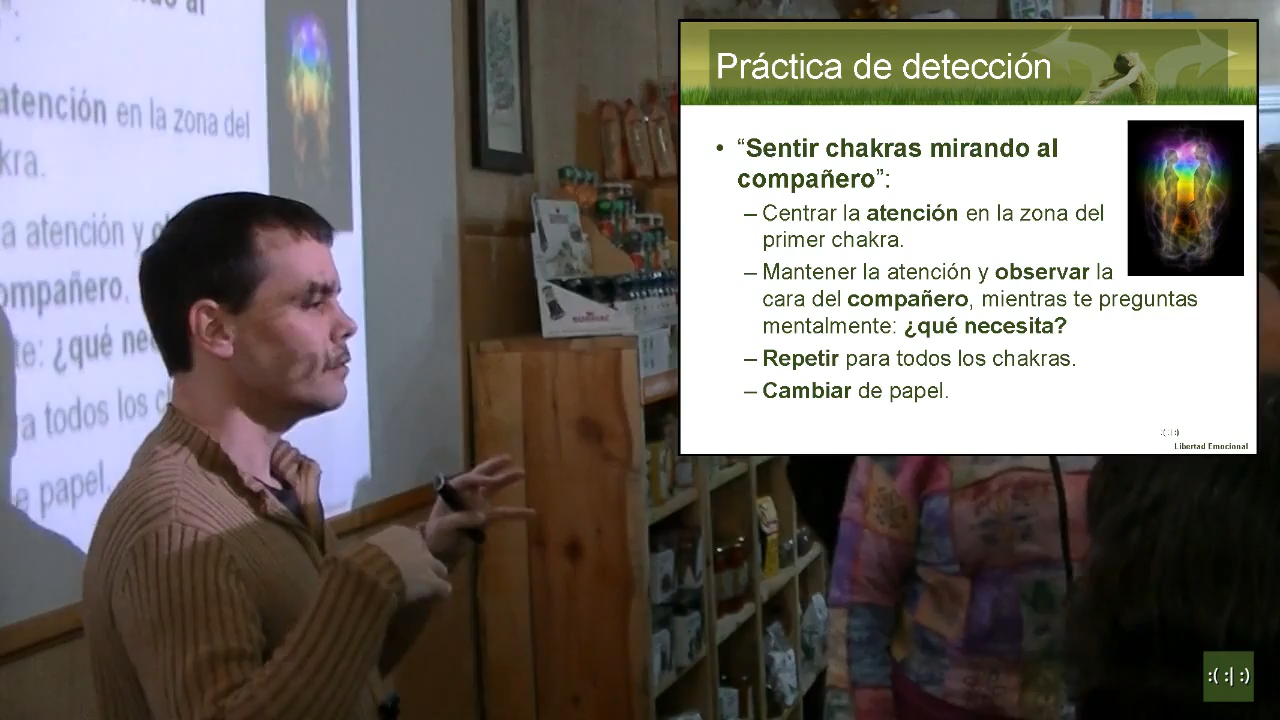 atención en la zona del
kra.
a atención y
ompañero,
te: ¿qué ne
a todos los c
e papel.
Práctica de detección
• “Sentir chakras mirando al
compañero”:
– Centrar la atención en la zona del
primer chakra.
– Mantener la atención y observar la
cara del compañero, mientras te preguntas
mentalmente: ¿qué necesita?
– Repetir para todos los chakras.
– Cambiar de papel.
:( :| :)
Libertad Emocional
:( :| :)